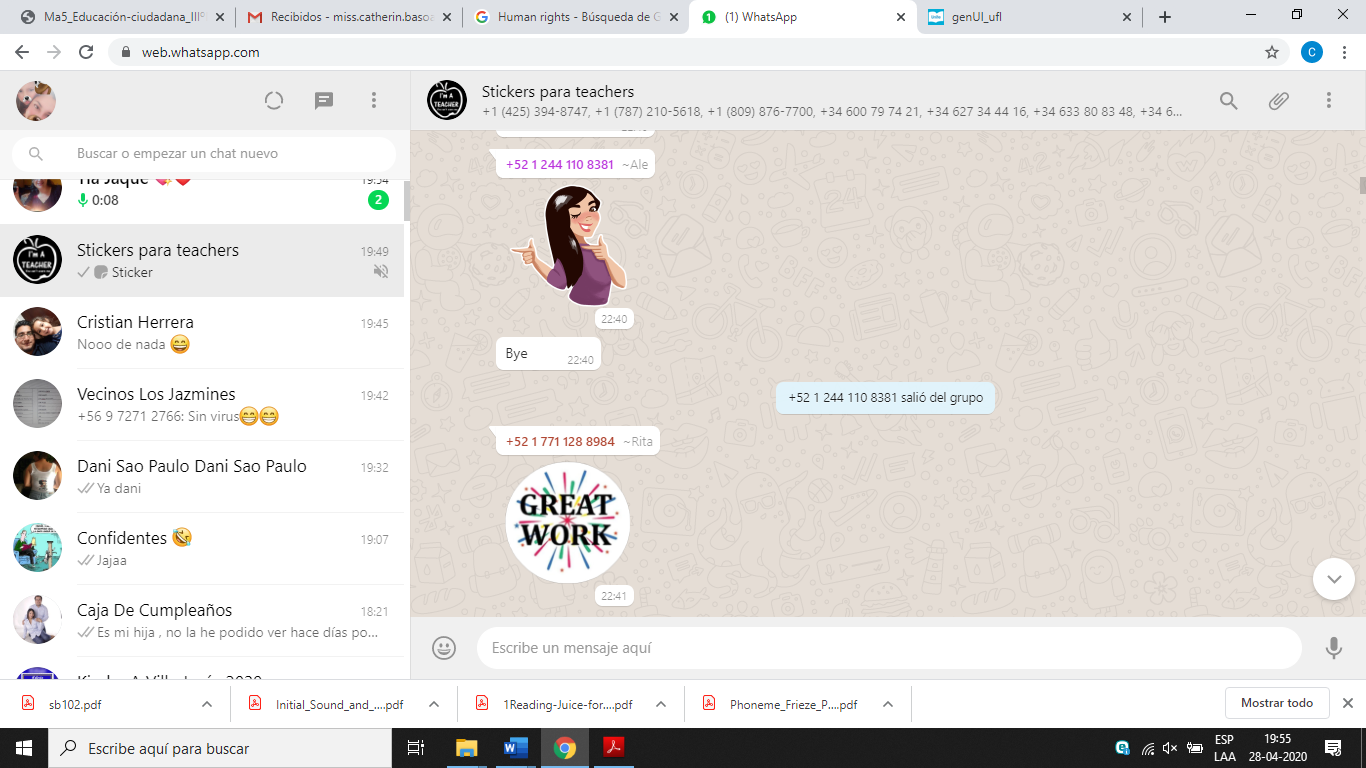 Ma5_Educación-ciudadana_IIIº
Recibidos - miss.catherin.basoa
Human rights - Búsqueda de G
(1) WhatsApp
genUI_ufl
web.whatsapp.com
C
Stickers para teachers
+1 (425) 394-8747, +1 (787) 210-5618, +1 (809) 876-7700, +34 600 79 74 21, +34 627 34 44 16, +34 633 80 83 48, +34 6...
Buscar o empezar un chat nuevo
Tía Jaque 19:54
0:08 2
Stickers para teachers 19:49
Sticker
Cristian Herrera 19:45
Nooo de nada
Vecinos Los Jazmines 19:42
+56 9 7271 2766: Sin virus
Dani Sao Paulo Dani Sao Paulo 19:32
Ya dani
Confidentes 19:07
Jajaa
Caja De Cumpleaños 18:21
Es mi hija , no la he podido ver hace días po...
+52 1 244 110 8381 ~Ale
22:40
Bye 22:40
+52 1 244 110 8381 salió del grupo
+52 1 771 128 8984 ~Rita
GREAT
WORK
22:41
Escribe un mensaje aquí
sb102.pdf
Initial_Sound_and_....pdf
1Reading-Juice-for....pdf
Phoneme_Frieze_P....pdf
Mostrar todo
Escribe aquí para buscar
ESP
LAA
19:55
28-04-2020